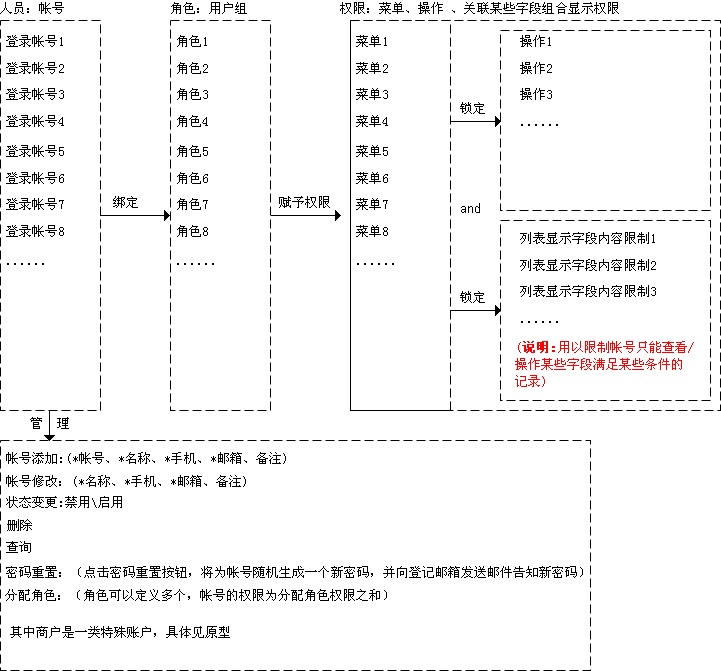 人员：帐号
登录帐号1
登录帐号2
登录帐号3
登录帐号4
登录帐号5
登录帐号6
登录帐号7
登录帐号8
......
绑定
角色：用户组
角色1
角色2
角色3
角色4
角色5
角色6
角色7
角色8
......
赋予权限
权限：菜单、操作 、关联某些字段组合显示权限
菜单1
菜单2
菜单3
菜单4
菜单5
菜单6
菜单7
菜单8
......
锁定
and
锁定
操作1
操作2
操作3
......
列表显示字段内容限制1
列表显示字段内容限制2
列表显示字段内容限制3
......
(说明:用以限制帐号只能查看/
操作某些字段满足某些条件的
记录)
管 理
帐号添加:(*帐号、*名称、*手机、*邮箱、备注)
帐号修改：(*名称、*手机、*邮箱、备注)
状态变更:禁用\启用
删除
查询
密码重置：（点击密码重置按钮，将为帐号随机生成一个新密码，并向登记邮箱发送邮件告知新密码）
分配角色：（角色可以定义多个，帐号的权限为分配角色权限之和）
其中商户是一类特殊账户，具体见原型